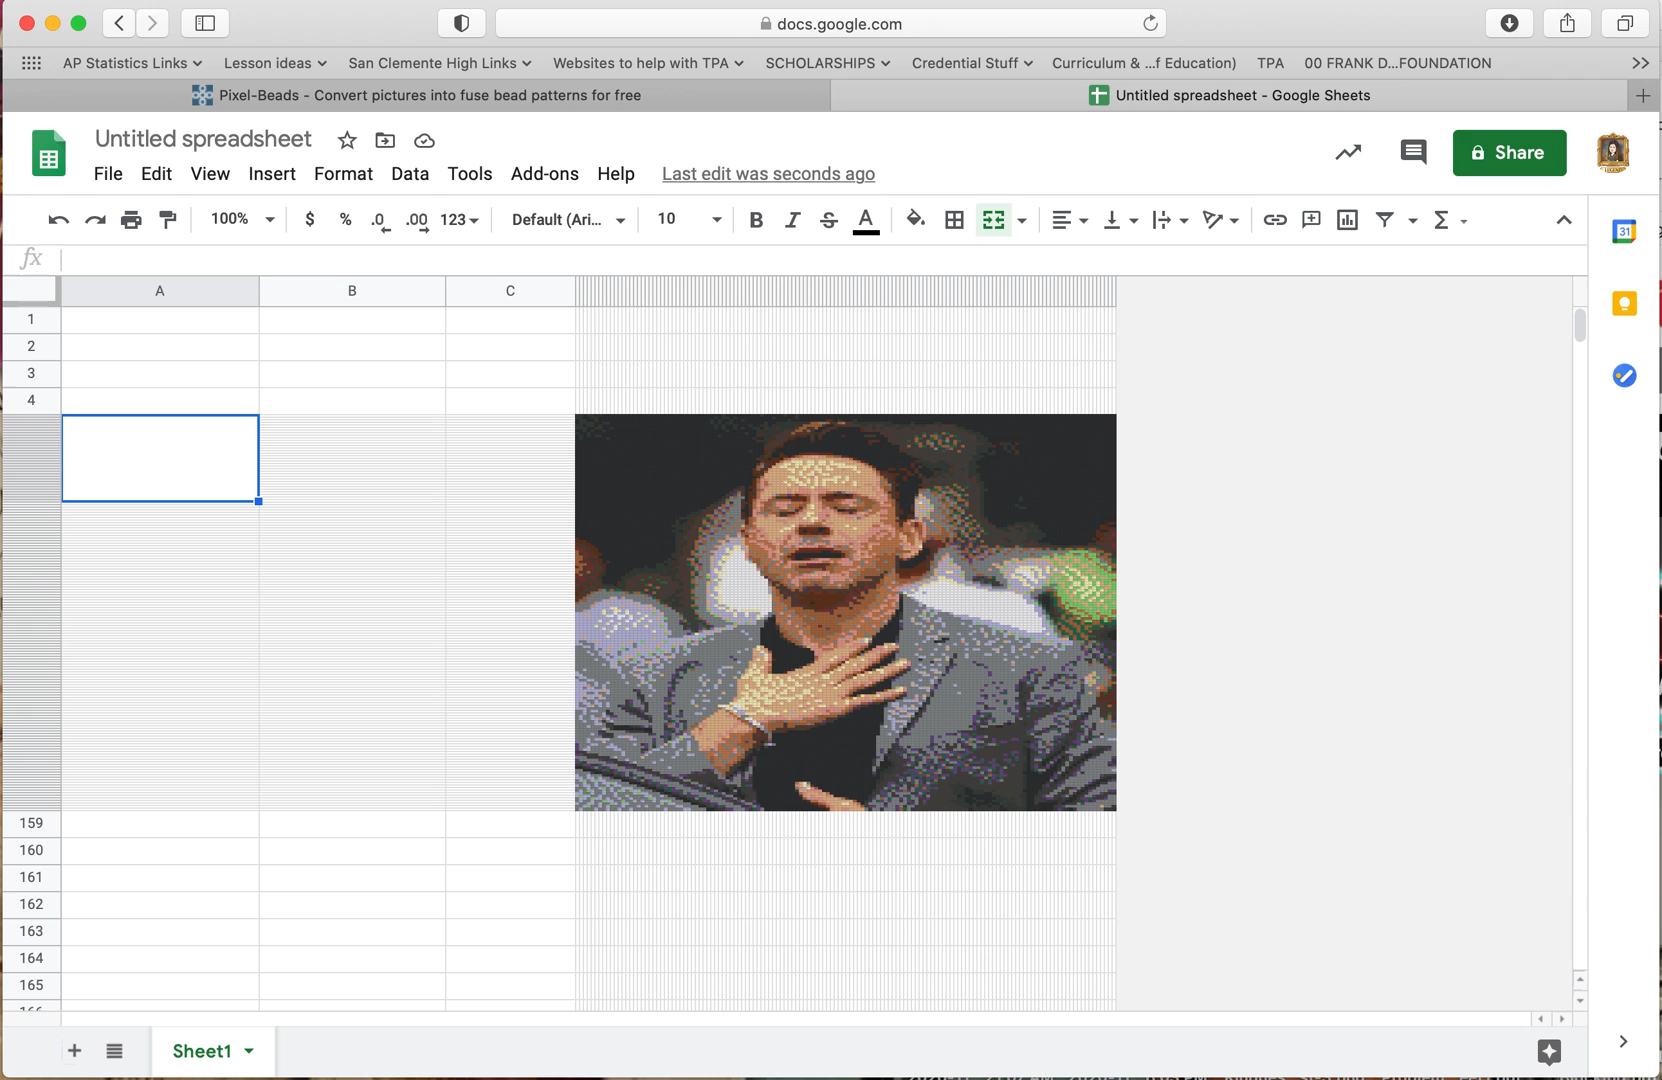 docs.google.com
AP Statistics Links Lesson ideas San Clemente High Links Websites to help with TPA SCHOLARSHIPS Credential Stuff Curriculum & ...f Education) TPA 00 FRANK D...FOUNDATION
Pixel-Beads - Convert pictures into fuse bead patterns for free Untitled spreadsheet - Google Sheets
Untitled spreadsheet
Share
File Edit View Insert Format Data Tools Add-ons Help Last edit was seconds ago
100% $ % .0 .00 123 Default (Ari... 10 B I S A Σ
31
fx
A B C
1
2
3
4
159
160
161
162
163
164
165
Sheet1